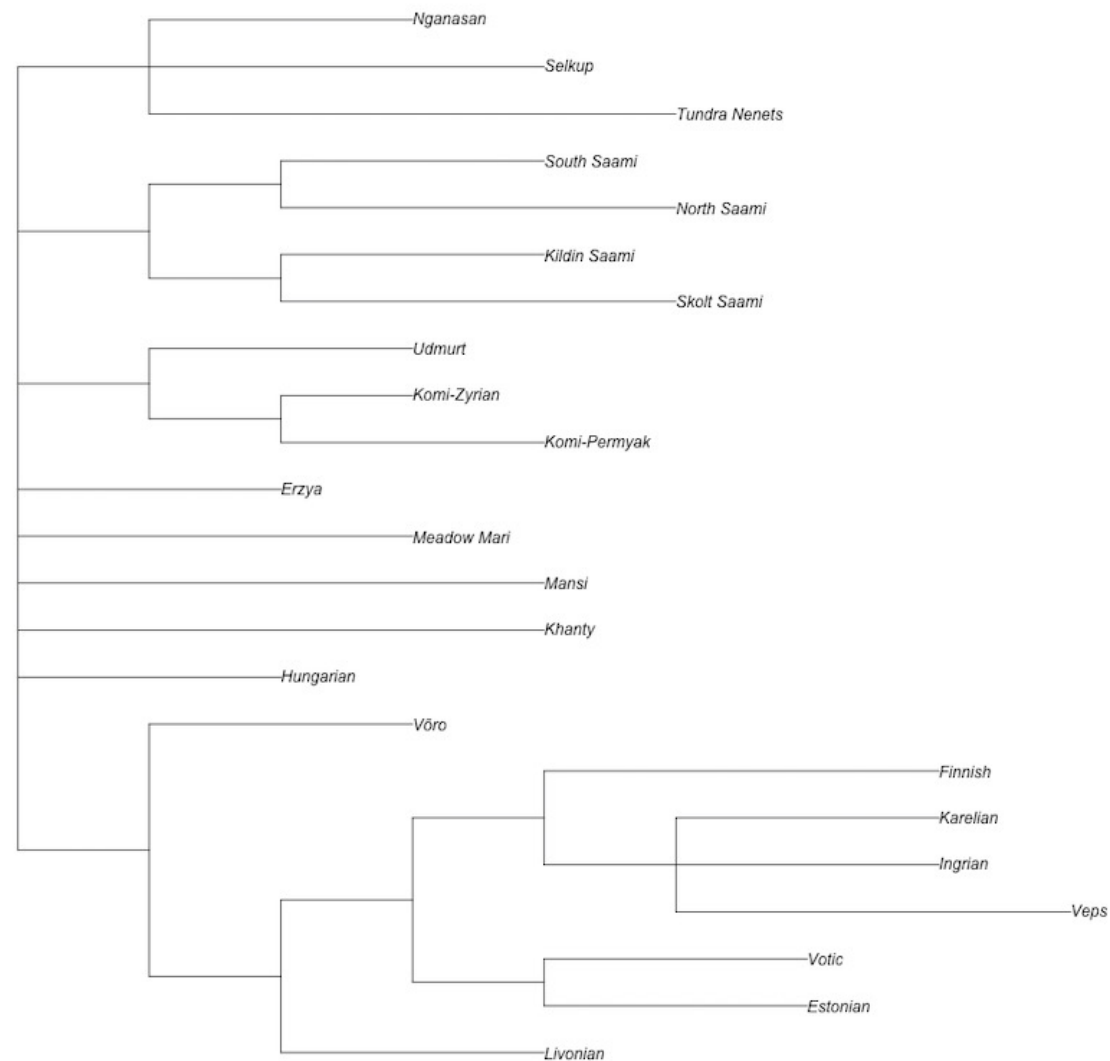 Nganasan
Selkup
Tundra Nenets
South Saami
North Saami
Kildin Saami
Skolt Saami
Udmurt
Komi-Zyrian
Komi-Permyak
Erzya
Meadow Mari
Mansi
Khanty
Hungarian
Võro
Finnish
Karelian
Ingrian
Veps
Votic
Estonian
Livonian